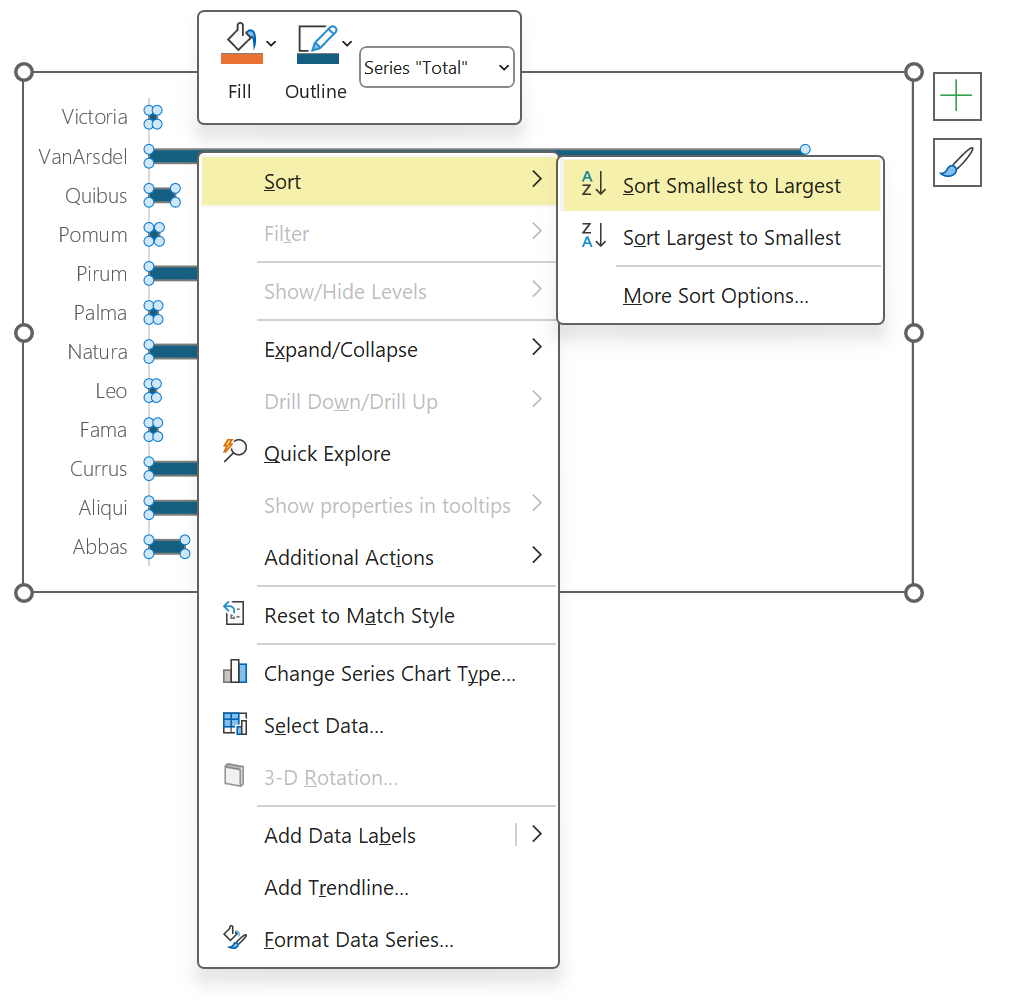 Fill
Outline
Series "Total"
Victoria
VanArsdel
Quibus
Pomum
Pirum
Palma
Natura
Leo
Fama
Currus
Aliqui
Abbas
Sort
Filter
Show/Hide Levels
Expand/Collapse
Drill Down/Drill Up
Quick Explore
Show properties in tooltips
Additional Actions
Reset to Match Style
Change Series Chart Type...
Select Data...
3-D Rotation...
Add Data Labels
Add Trendline...
Format Data Series...
A
Z
Sort Smallest to Largest
Z
A
Sort Largest to Smallest
More Sort Options...